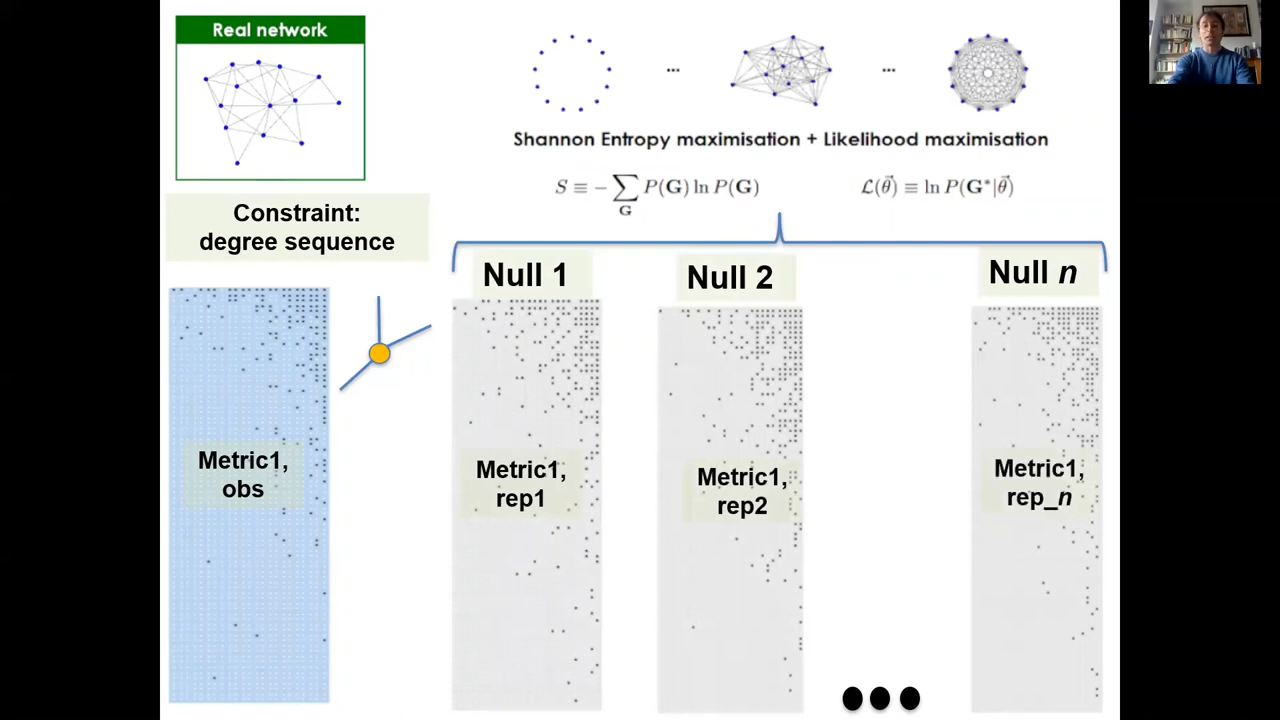 Real network
... ...
Shannon Entropy maximisation + Likelihood maximisation
S ≡ − ∑_G P(G) ln P(G)
ℒ(θ⃗) ≡ ln P(G*|θ⃗)
Constraint:
degree sequence
Null 1
Null 2
Null n
Metric1,
obs
Metric1,
rep1
Metric1,
rep2
Metric1,
rep_n